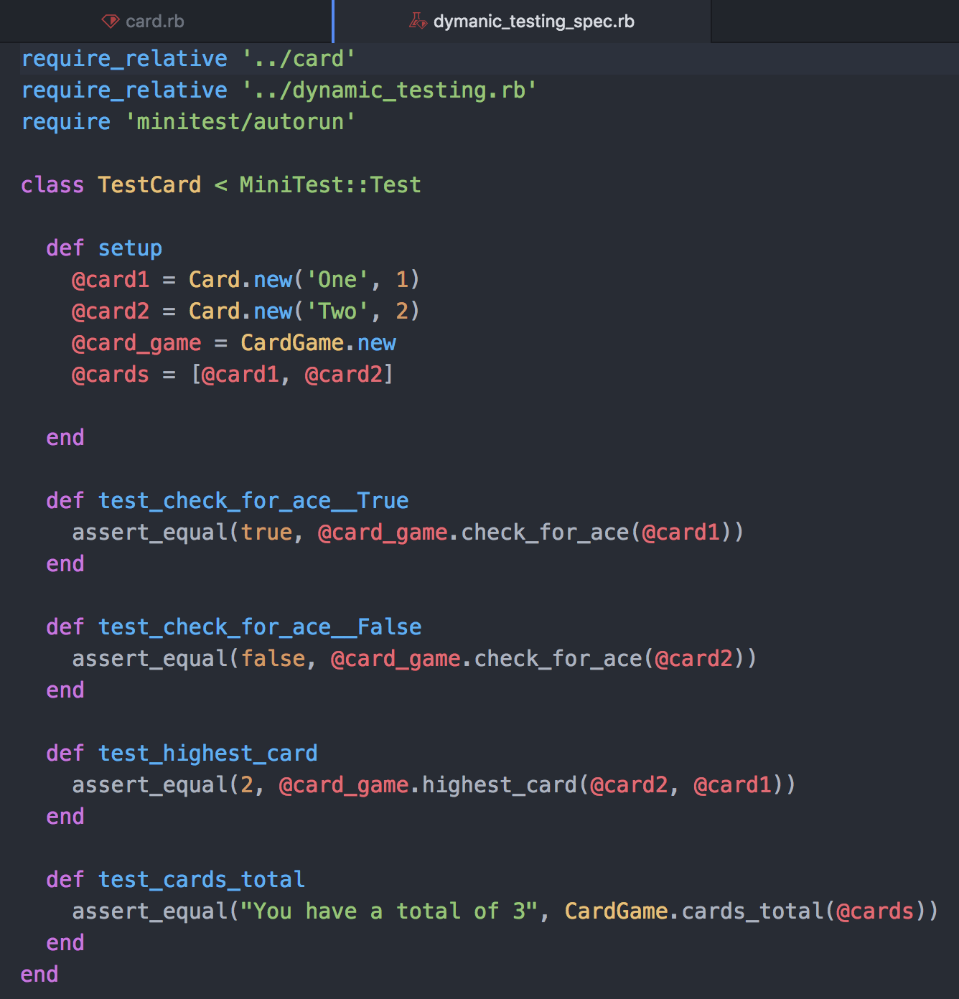 card.rb
dymanic_testing_spec.rb
require_relative '../card'
require_relative '../dynamic_testing.rb'
require 'minitest/autorun'
class TestCard < MiniTest::Test
def setup
@card1 = Card.new('One', 1)
@card2 = Card.new('Two', 2)
@card_game = CardGame.new
@cards = [@card1, @card2]
end
def test_check_for_ace__True
assert_equal(true, @card_game.check_for_ace(@card1))
end
def test_check_for_ace__False
assert_equal(false, @card_game.check_for_ace(@card2))
end
def test_highest_card
assert_equal(2, @card_game.highest_card(@card2, @card1))
end
def test_cards_total
assert_equal("You have a total of 3", CardGame.cards_total(@cards))
end
end